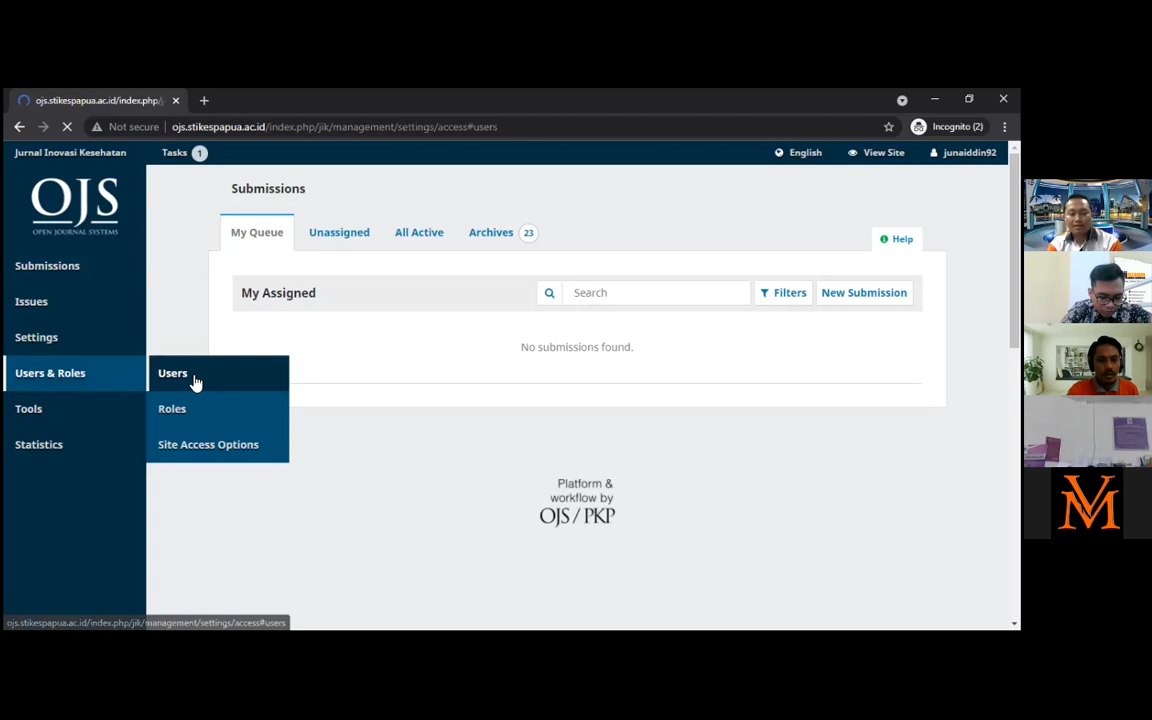 ojs.stikespapua.ac.id/index.php/j
Not secure
ojs.stikespapua.ac.id/index.php/jik/management/settings/access#users
Incognito (2)
Jurnal Inovasi Kesehatan
Tasks 1
English
View Site
junaiddin92
OJS
OPEN JOURNAL SYSTEMS
Submissions
Issues
Settings
Users & Roles
Tools
Statistics
Users
Roles
Site Access Options
Submissions
My Queue
Unassigned
All Active
Archives 23
Help
My Assigned
Search
Filters
New Submission
No submissions found.
Platform &
workflow by
OJS / PKP
ojs.stikespapua.ac.id/index.php/jik/management/settings/access#users